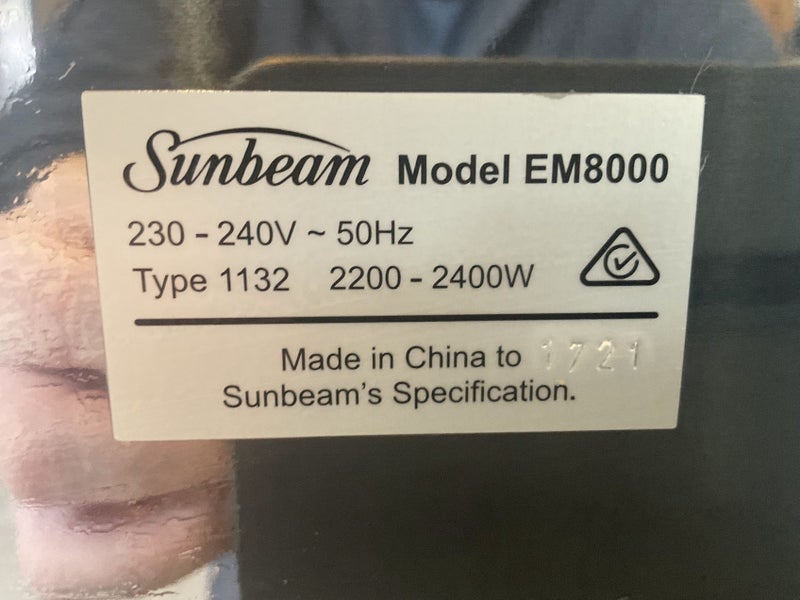 Sunbeam Model EM8000
230 - 240V ~ 50Hz
Type 1132 2200 - 2400W
Made in China to 1721
Sunbeam's Specification.